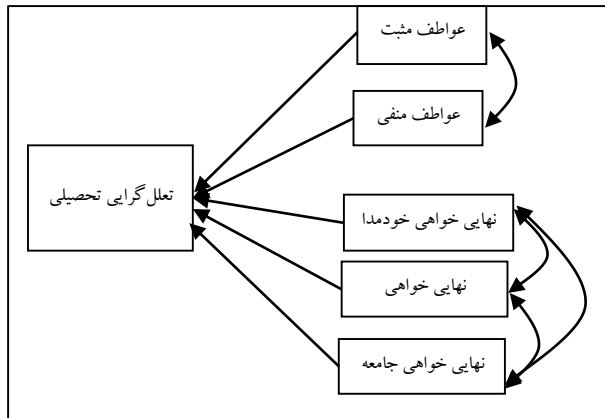 عواطف مثبت
عواطف منفی
تعلل‌گرایی تحصیلی
نهایی خواهی خودمدا
نهایی خواهی
نهایی خواهی جامعه